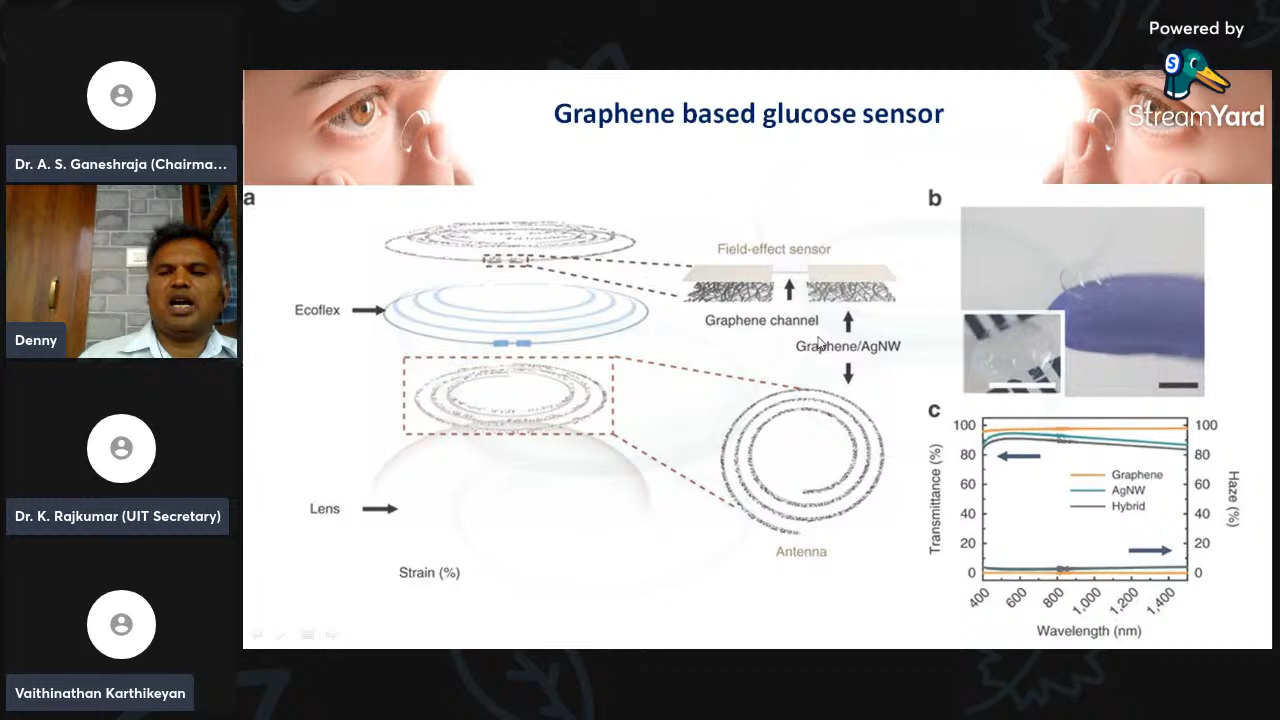 Powered by
StreamYard
Dr. A. S. Ganeshraja (Chairma...
Denny
Dr. K. Rajkumar (UIT Secretary)
Vaithinathan Karthikeyan
Graphene based glucose sensor
a
Field-effect sensor
Ecoflex
Graphene channel
Graphene/AgNW
Lens
Antenna
Strain (%)
b
c
Transmittance (%)
100
80
60
40
20
0
Graphene
AgNW
Hybrid
100
80
60
40
20
0
Haze (%)
400
600
800
1,000
1,200
1,400
Wavelength (nm)